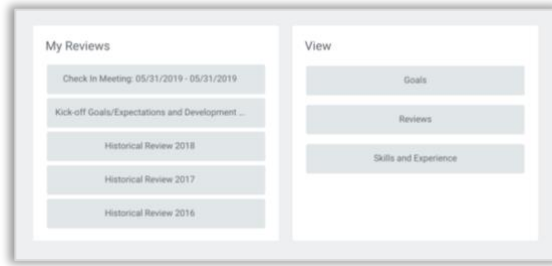 My Reviews
Check In Meeting: 05/31/2019 - 05/31/2019
Kick-off Goals/Expectations and Development ...
Historical Review 2018
Historical Review 2017
Historical Review 2016
View
Goals
Reviews
Skills and Experience